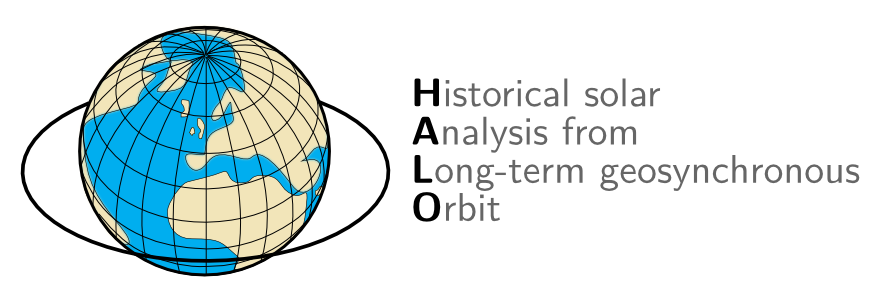 Historical solar
Analysis from
Long-term geosynchronous
Orbit